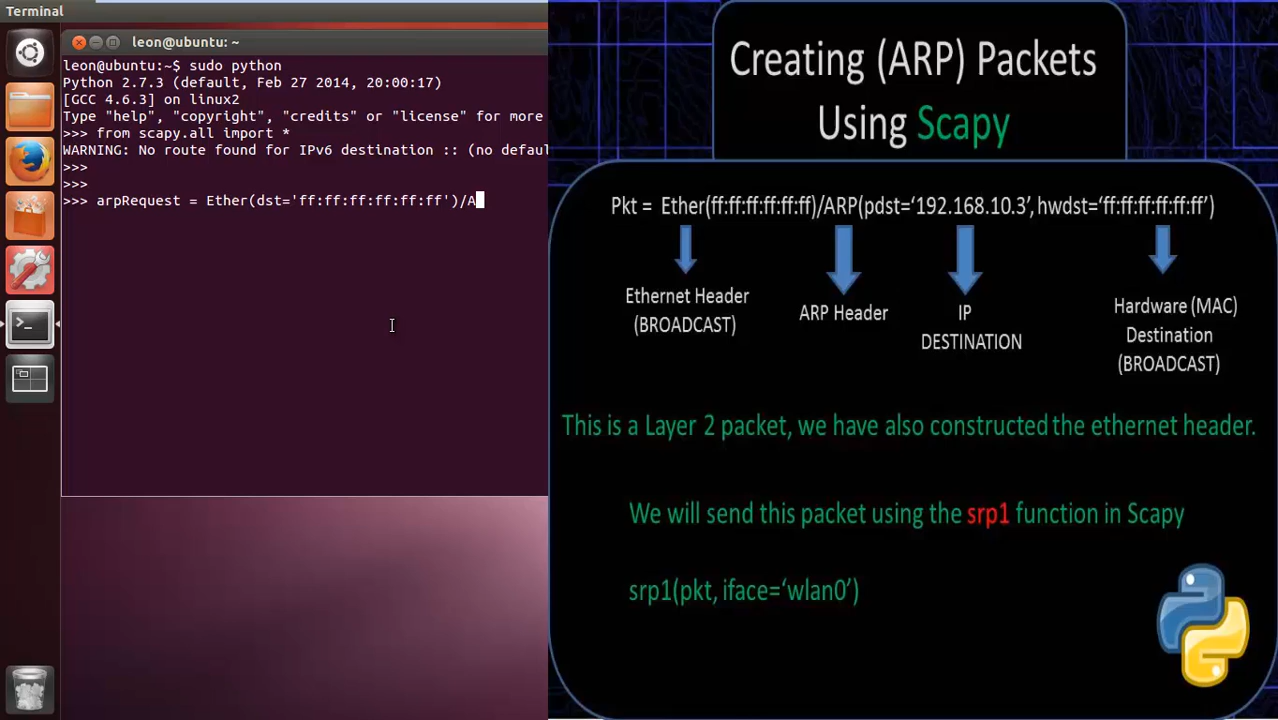 Terminal
leon@ubuntu: ~
leon@ubuntu:~$ sudo python
Python 2.7.3 (default, Feb 27 2014, 20:00:17)
[GCC 4.6.3] on linux2
Type "help", "copyright", "credits" or "license" for more
>>> from scapy.all import *
WARNING: No route found for IPv6 destination :: (no defau
>>>
>>>
>>> arpRequest = Ether(dst='ff:ff:ff:ff:ff:ff')/A
Creating (ARP) Packets
Using Scapy
Pkt = Ether(ff:ff:ff:ff:ff:ff)/ARP(pdst=‘192.168.10.3’, hwdst=‘ff:ff:ff:ff:ff:ff’)
Ethernet Header
(BROADCAST)
ARP Header
IP
DESTINATION
Hardware (MAC)
Destination
(BROADCAST)
This is a Layer 2 packet, we have also constructed the ethernet header.
We will send this packet using the srp1 function in Scapy
srp1(pkt, iface=‘wlan0’)